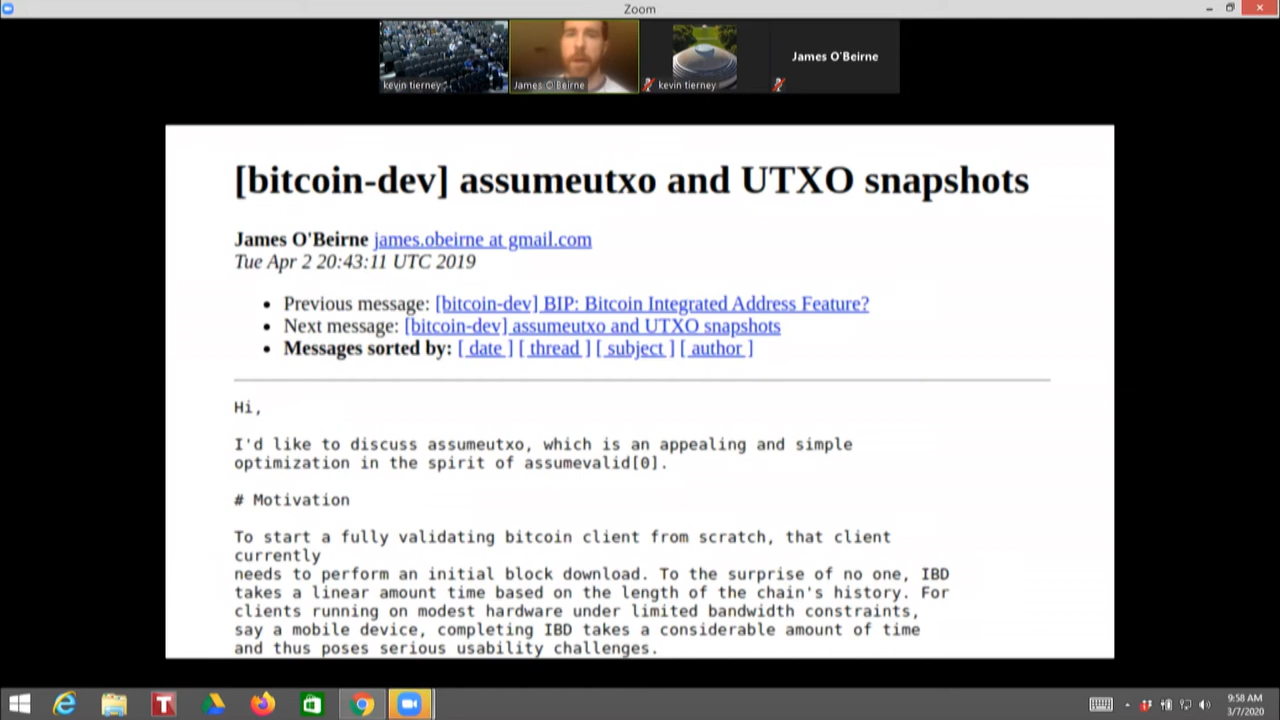 Zoom
kevin tierney
James O'Beirne
kevin tierney
James O'Beirne
[bitcoin-dev] assumeutxo and UTXO snapshots
James O'Beirne james.obeirne at gmail.com
Tue Apr 2 20:43:11 UTC 2019
• Previous message: [bitcoin-dev] BIP: Bitcoin Integrated Address Feature?
• Next message: [bitcoin-dev] assumeutxo and UTXO snapshots
• Messages sorted by: [ date ] [ thread ] [ subject ] [ author ]
Hi,
I'd like to discuss assumeutxo, which is an appealing and simple
optimization in the spirit of assumevalid[0].
# Motivation
To start a fully validating bitcoin client from scratch, that client
currently
needs to perform an initial block download. To the surprise of no one, IBD
takes a linear amount time based on the length of the chain's history. For
clients running on modest hardware under limited bandwidth constraints,
say a mobile device, completing IBD takes a considerable amount of time
and thus poses serious usability challenges.
T
9:58 AM
3/7/2020